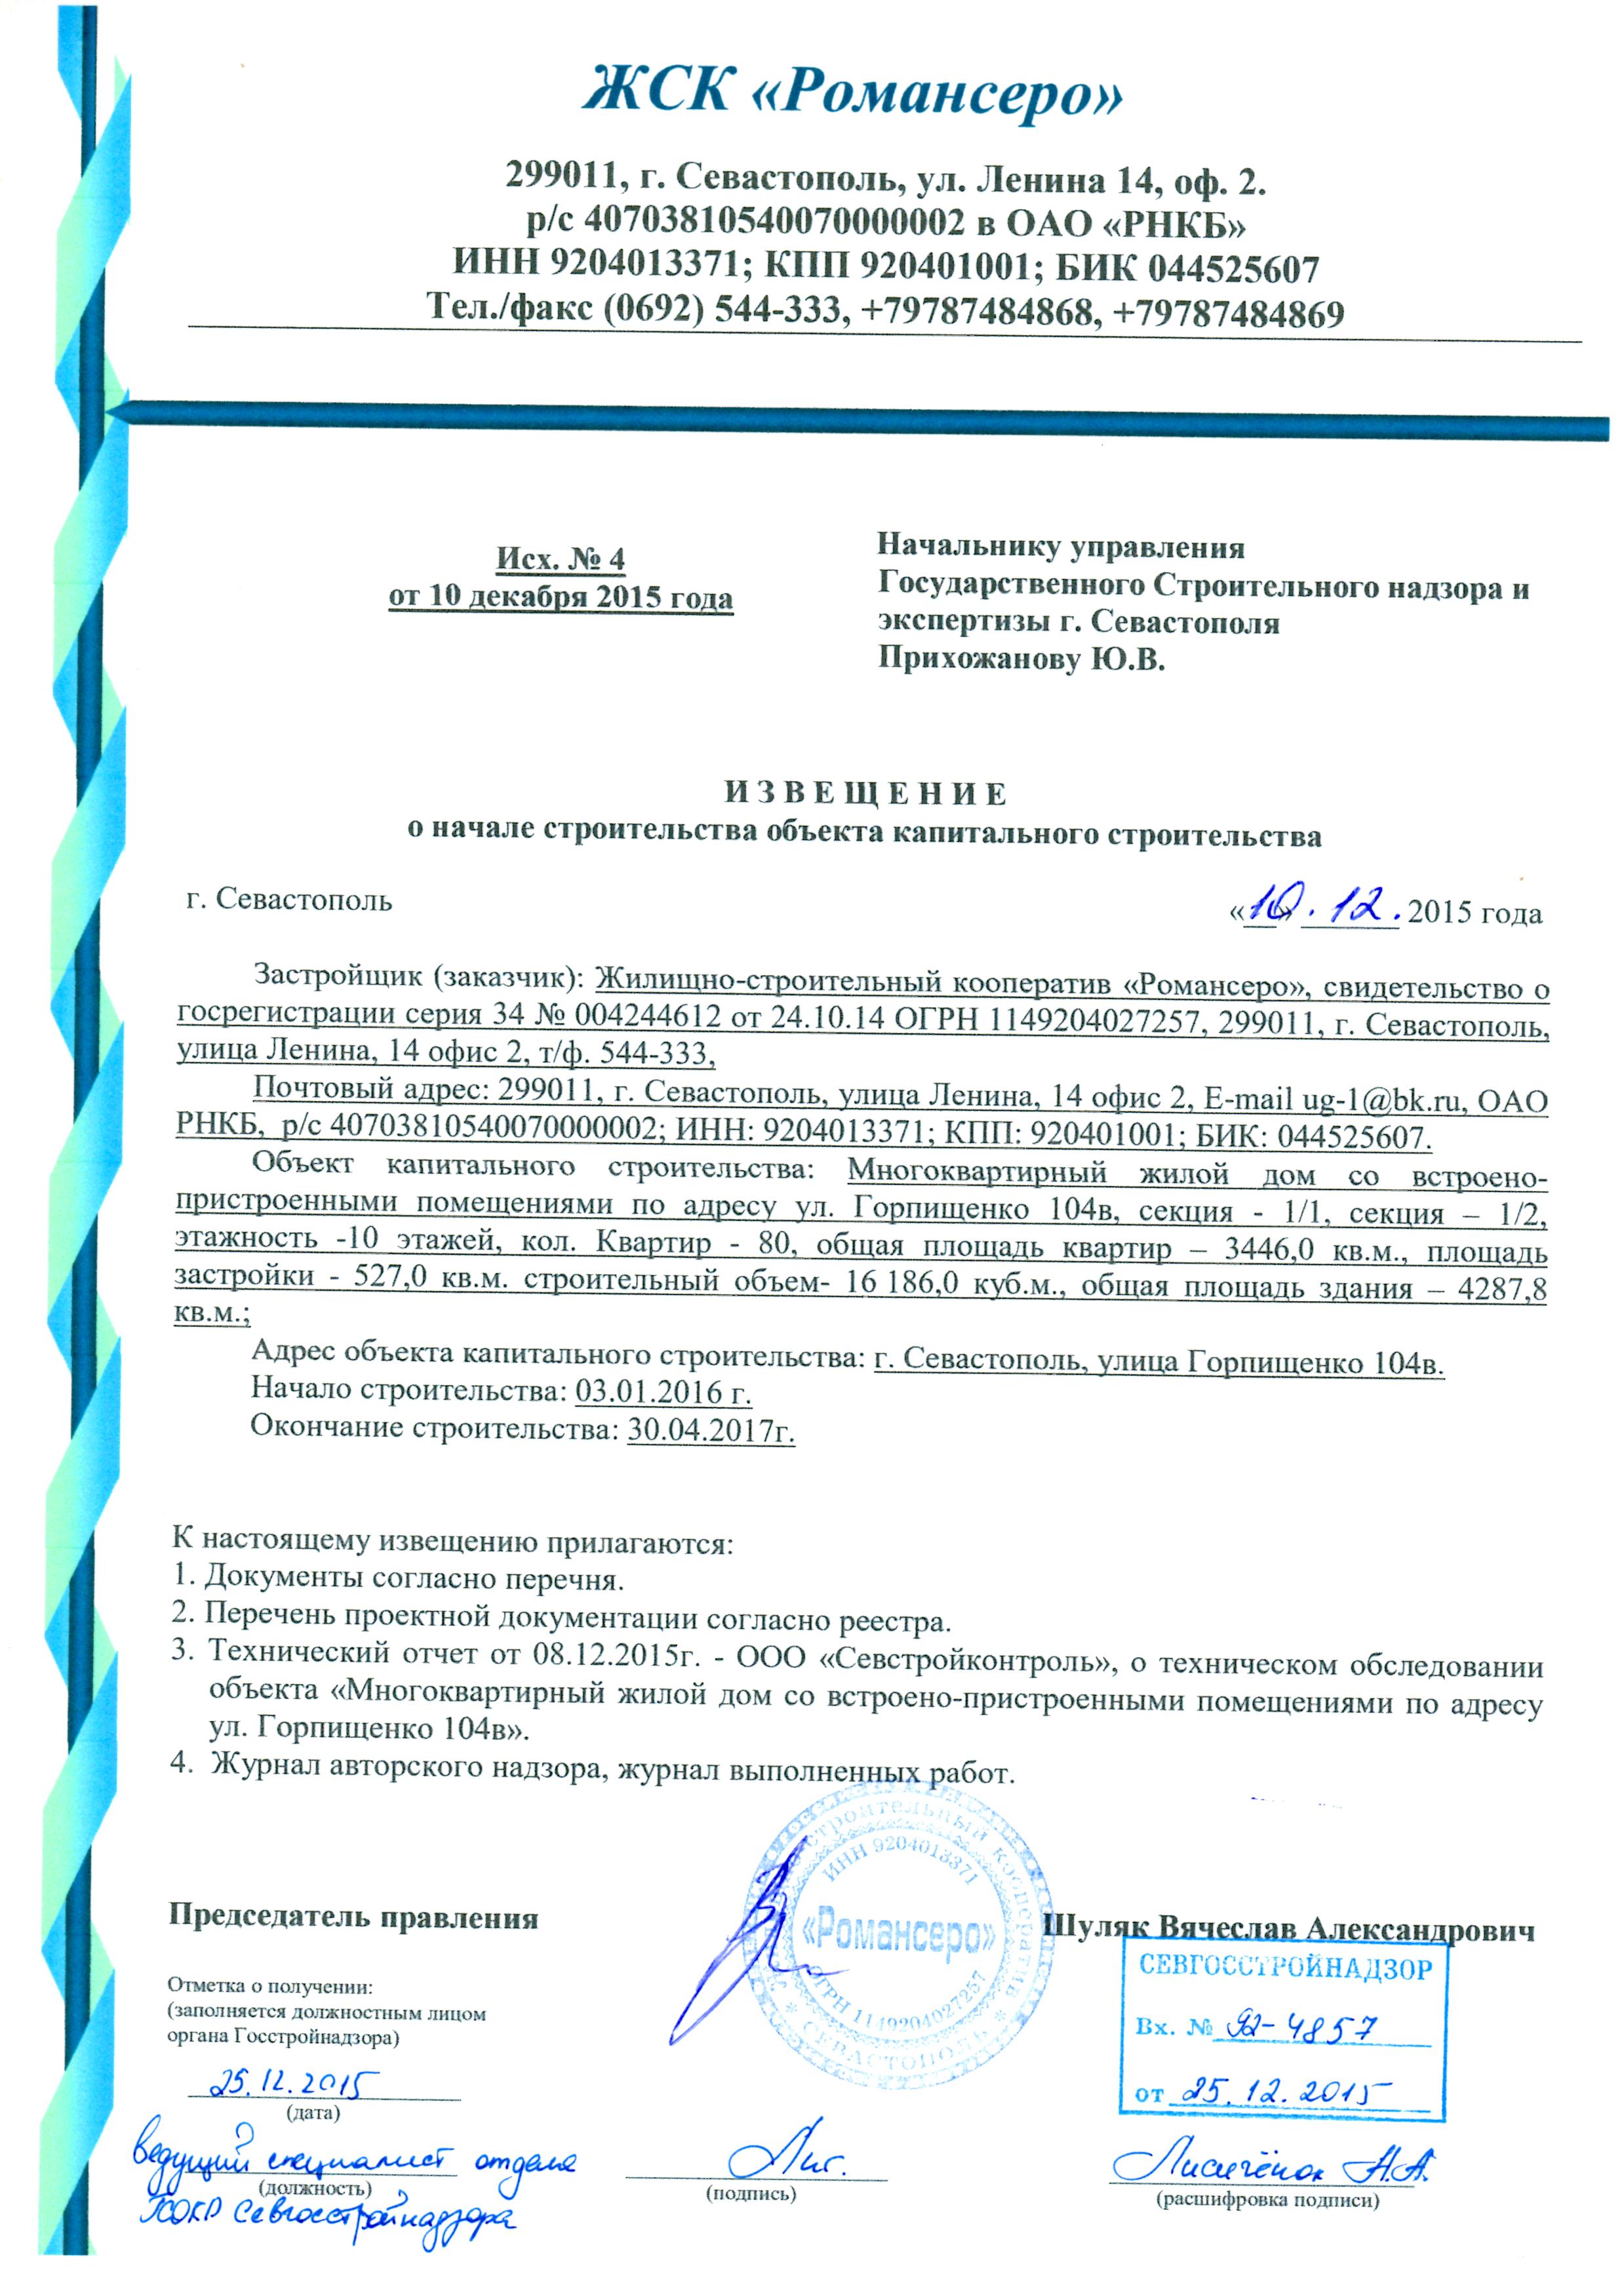 ЖСК «Романсеро»
299011, г. Севастополь, ул. Ленина 14, оф. 2.
р/с 40703810540070000002 в ОАО «РНКБ»
ИНН 9204013371; КПП 920401001; БИК 044525607
Тел./факс (0692) 544-333, +79787484868, +79787484869
Исх. № 4
от 10 декабря 2015 года
Начальнику управления
Государственного Строительного надзора и
экспертизы г. Севастополя
Прихожанову Ю.В.
И З В Е Щ Е Н И Е
о начале строительства объекта капитального строительства
г. Севастополь
«10» . 12 . 2015 года
Застройщик (заказчик): Жилищно-строительный кооператив «Романсеро», свидетельство о
госрегистрации серия 34 № 004244612 от 24.10.14 ОГРН 1149204027257, 299011, г. Севастополь,
улица Ленина, 14 офис 2, т/ф. 544-333,
Почтовый адрес: 299011, г. Севастополь, улица Ленина, 14 офис 2, E-mail ug-1@bk.ru, ОАО
РНКБ, р/с 40703810540070000002; ИНН: 9204013371; КПП: 920401001; БИК: 044525607.
Объект капитального строительства: Многоквартирный жилой дом со встроено-
пристроенными помещениями по адресу ул. Горпищенко 104в, секция - 1/1, секция – 1/2,
этажность -10 этажей, кол. Квартир - 80, общая площадь квартир – 3446,0 кв.м., площадь
застройки - 527,0 кв.м. строительный объем- 16 186,0 куб.м., общая площадь здания – 4287,8
кв.м.;
Адрес объекта капитального строительства: г. Севастополь, улица Горпищенко 104в.
Начало строительства: 03.01.2016 г.
Окончание строительства: 30.04.2017г.
К настоящему извещению прилагаются:
1. Документы согласно перечня.
2. Перечень проектной документации согласно реестра.
3. Технический отчет от 08.12.2015г. - ООО «Севстройконтроль», о техническом обследовании
объекта «Многоквартирный жилой дом со встроено-пристроенными помещениями по адресу
ул. Горпищенко 104в».
4. Журнал авторского надзора, журнал выполненных работ.
строительный кооператив
ИНН 9204013371
«Романсеро»
ОГРН 1149204027257
* СЕВАСТОПОЛЬ *
Председатель правления
Шуляк Вячеслав Александрович
СЕВГОССТРОЙНАДЗОР
Вх. № 92-4857
от 25.12.2015
Отметка о получении:
(заполняется должностным лицом
органа Госстройнадзора)
25.12.2015
(дата)
ведущий специалист отдела
(должность)
Севгосстройнадзора
(подпись)
Лисичёнок А.А.
(расшифровка подписи)